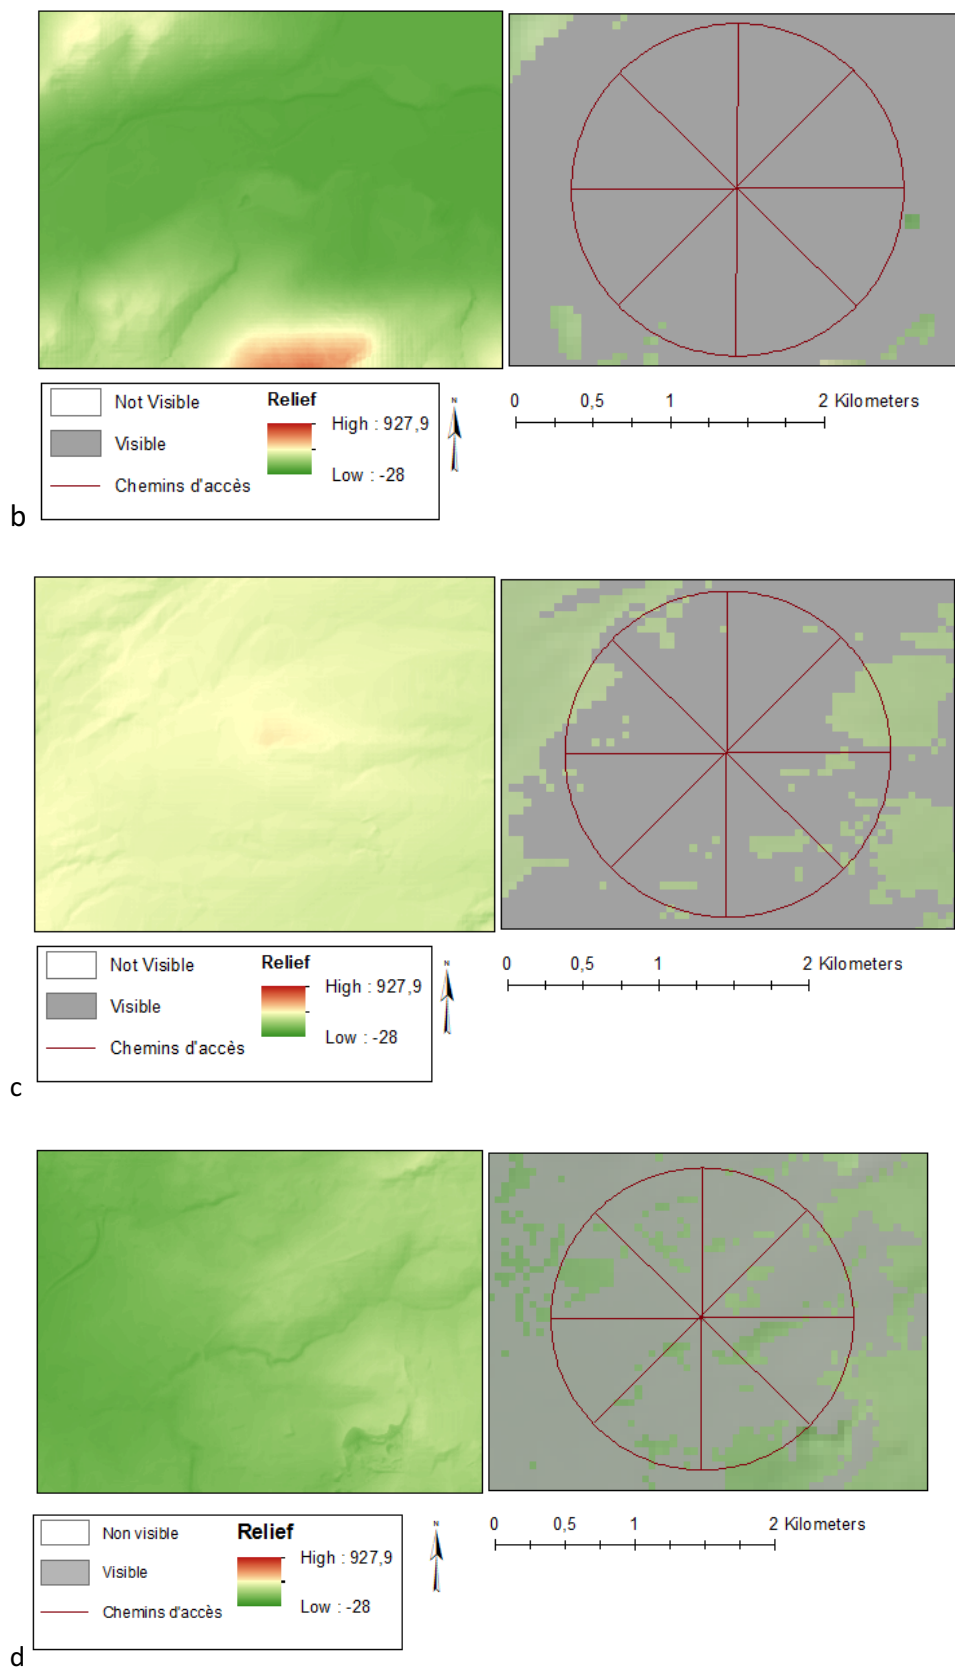 Not Visible
Visible
Chemins d'accès
Relief
High : 927,9
Low : -28
N
0 0,5 1 2 Kilometers
b
Not Visible
Visible
Chemins d'accès
Relief
High : 927,9
Low : -28
N
0 0,5 1 2 Kilometers
c
Non visible
Visible
Chemins d'accès
Relief
High : 927,9
Low : -28
N
0 0,5 1 2 Kilometers
d